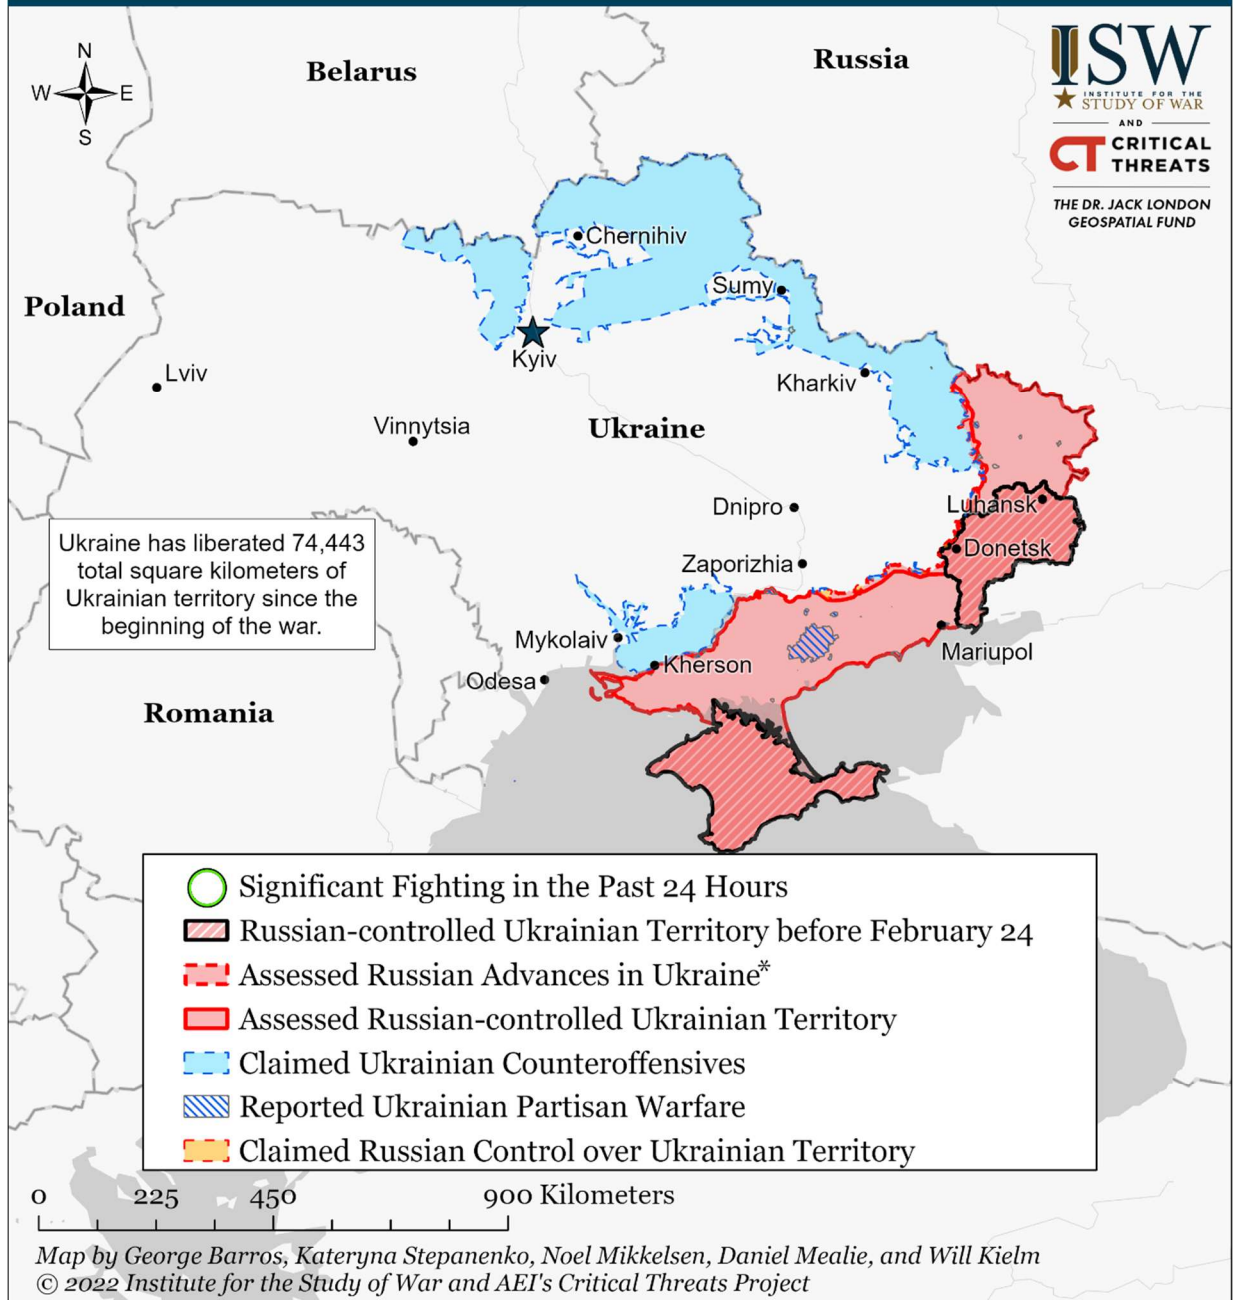 N
W E
S
Belarus
Russia
ISW
INSTITUTE FOR THE
STUDY OF WAR
AND
CT CRITICAL
THREATS
THE DR. JACK LONDON
GEOSPATIAL FUND
Chernihiv
Sumy
Poland
Kyiv
Lviv
Kharkiv
Vinnytsia
Ukraine
Luhansk
Dnipro
Donetsk
Zaporizhia
Ukraine has liberated 74,443
total square kilometers of
Ukrainian territory since the
beginning of the war.
Mykolaiv
Mariupol
Kherson
Odesa
Romania
Significant Fighting in the Past 24 Hours
Russian-controlled Ukrainian Territory before February 24
Assessed Russian Advances in Ukraine*
Assessed Russian-controlled Ukrainian Territory
Claimed Ukrainian Counteroffensives
Reported Ukrainian Partisan Warfare
Claimed Russian Control over Ukrainian Territory
0 225 450 900 Kilometers
Map by George Barros, Kateryna Stepanenko, Noel Mikkelsen, Daniel Mealie, and Will Kielm
© 2022 Institute for the Study of War and AEI's Critical Threats Project